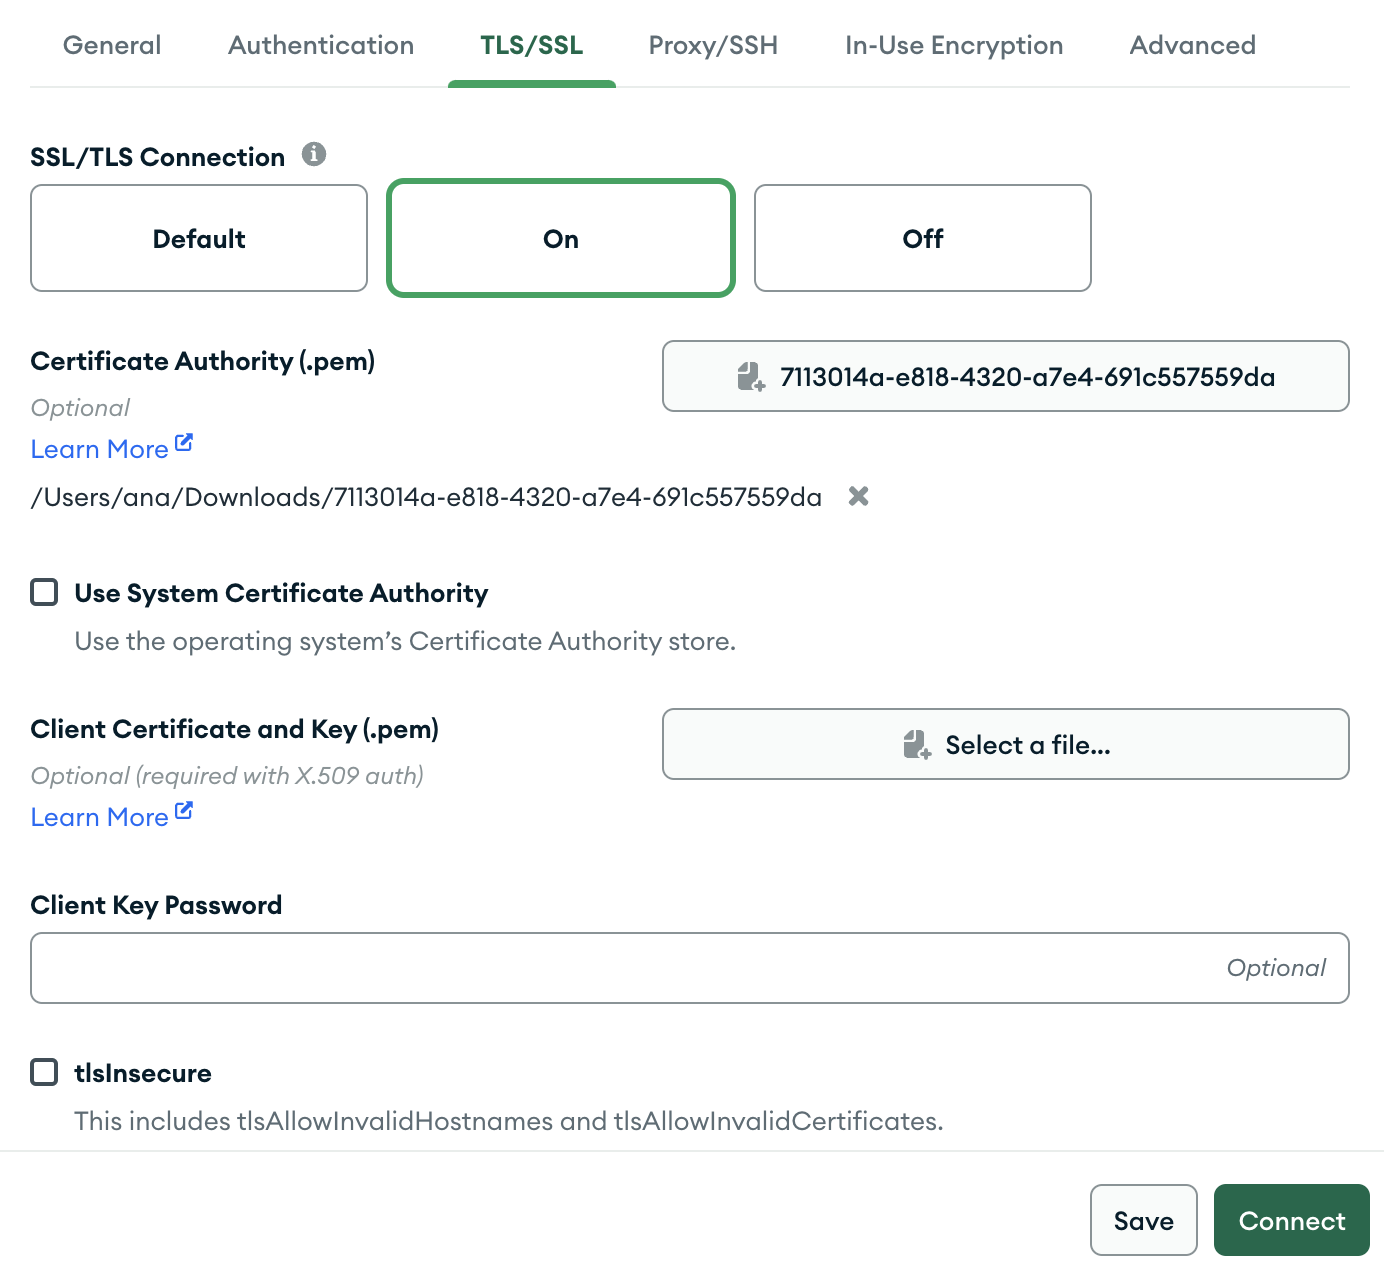 General Authentication TLS/SSL Proxy/SSH In-Use Encryption Advanced
SSL/TLS Connection
Default On Off
Certificate Authority (.pem)
7113014a-e818-4320-a7e4-691c557559da
Optional
Learn More
/Users/ana/Downloads/7113014a-e818-4320-a7e4-691c557559da
Use System Certificate Authority
Use the operating system’s Certificate Authority store.
Client Certificate and Key (.pem)
Select a file...
Optional (required with X.509 auth)
Learn More
Client Key Password
Optional
tlsInsecure
This includes tlsAllowInvalidHostnames and tlsAllowInvalidCertificates.
Save Connect